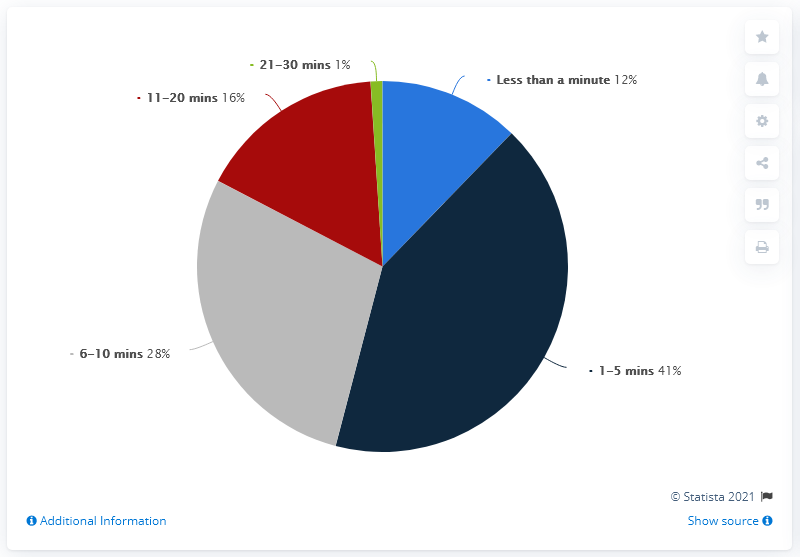 21–30 mins 1%
Less than a minute 12%
11–20 mins 16%
6–10 mins 28%
1–5 mins 41%
© Statista 2021
Additional Information
Show source